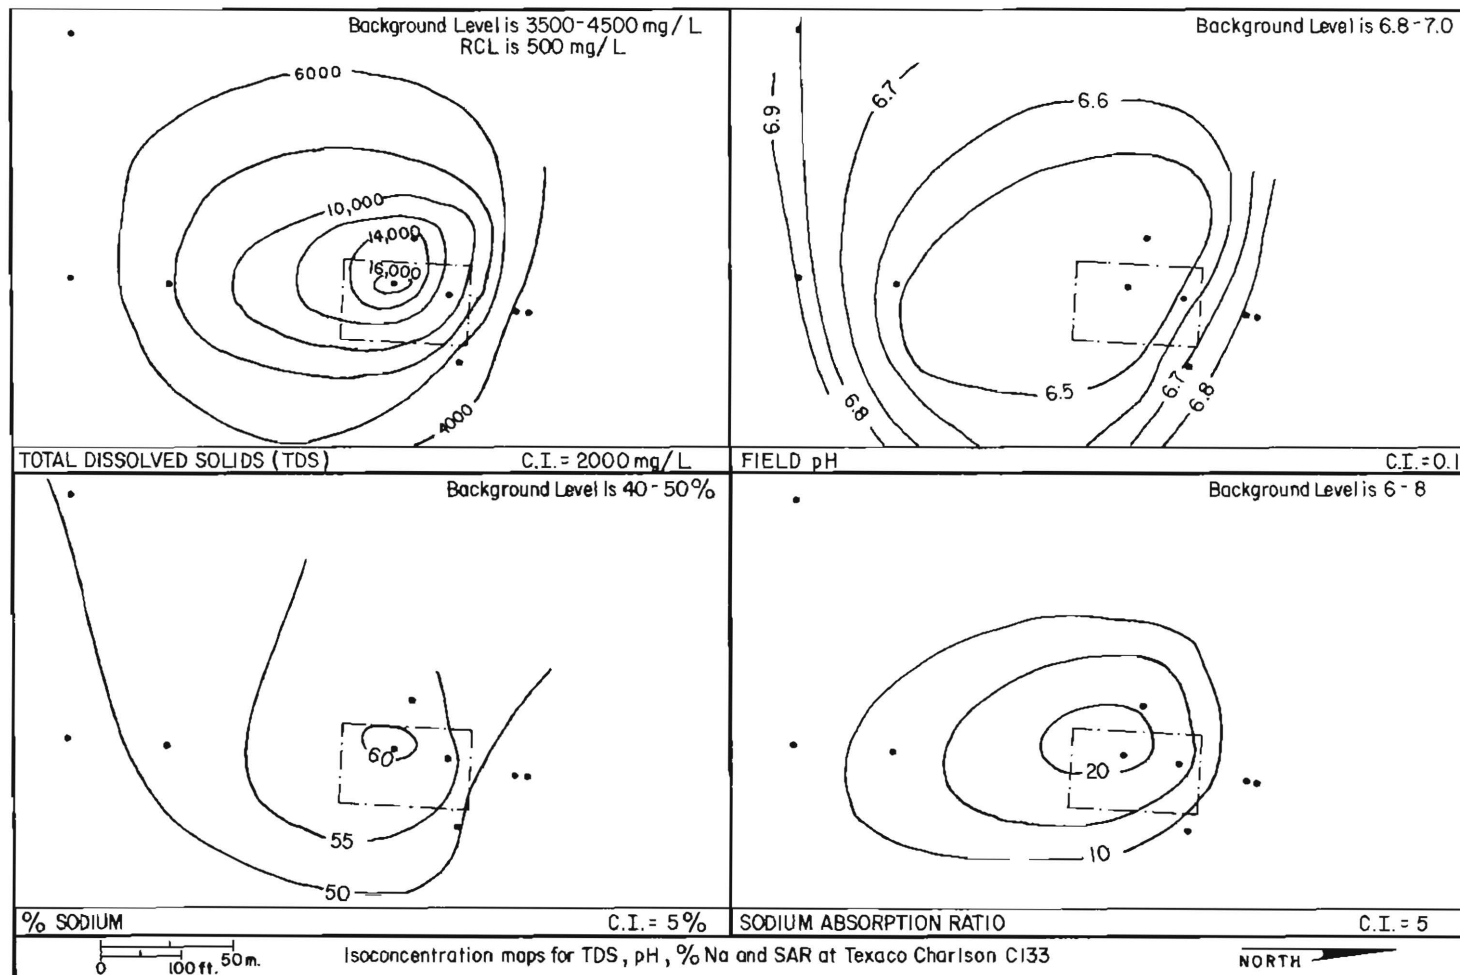 Background Level is 3500-4500 mg/L
RCL is 500 mg/L
6000
10,000
14,000
16,000
4000
TOTAL DISSOLVED SOLIDS (TDS) C.I.= 2000 mg/L
Background Level is 6.8-7.0
6.9
6.7
6.6
6.5
6.8
6.7
6.8
FIELD pH C.I.=0.1
Background Level Is 40-50%
60
55
50
% SODIUM C.I.= 5%
Background Level is 6-8
20
10
SODIUM ABSORPTION RATIO C.I.= 5
0 100 ft. 50 m.
Isoconcentration maps for TDS, pH, % Na and SAR at Texaco Charlson C133
NORTH